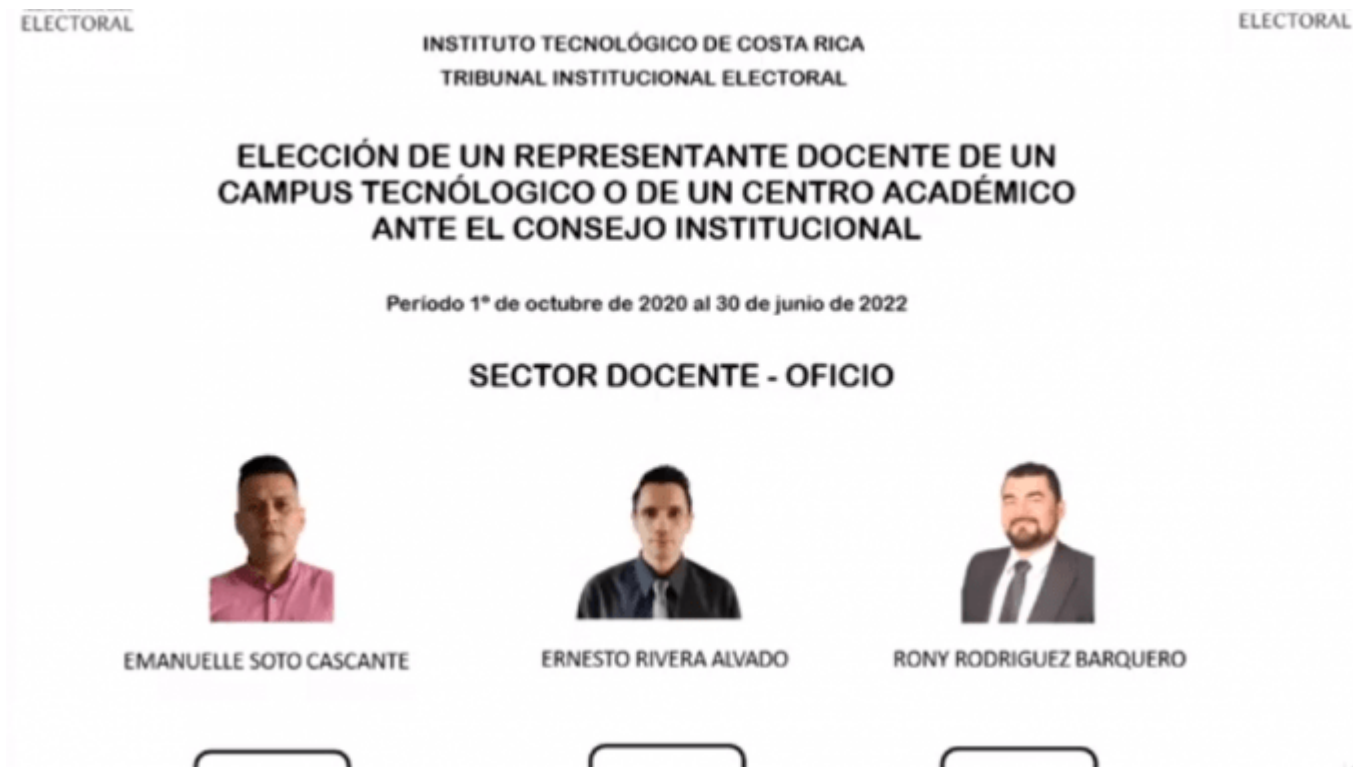 ELECTORAL
ELECTORAL
INSTITUTO TECNOLÓGICO DE COSTA RICA
TRIBUNAL INSTITUCIONAL ELECTORAL
ELECCIÓN DE UN REPRESENTANTE DOCENTE DE UN
CAMPUS TECNÓLOGICO O DE UN CENTRO ACADÉMICO
ANTE EL CONSEJO INSTITUCIONAL
Período 1° de octubre de 2020 al 30 de junio de 2022
SECTOR DOCENTE - OFICIO
EMANUELLE SOTO CASCANTE
ERNESTO RIVERA ALVADO
RONY RODRIGUEZ BARQUERO